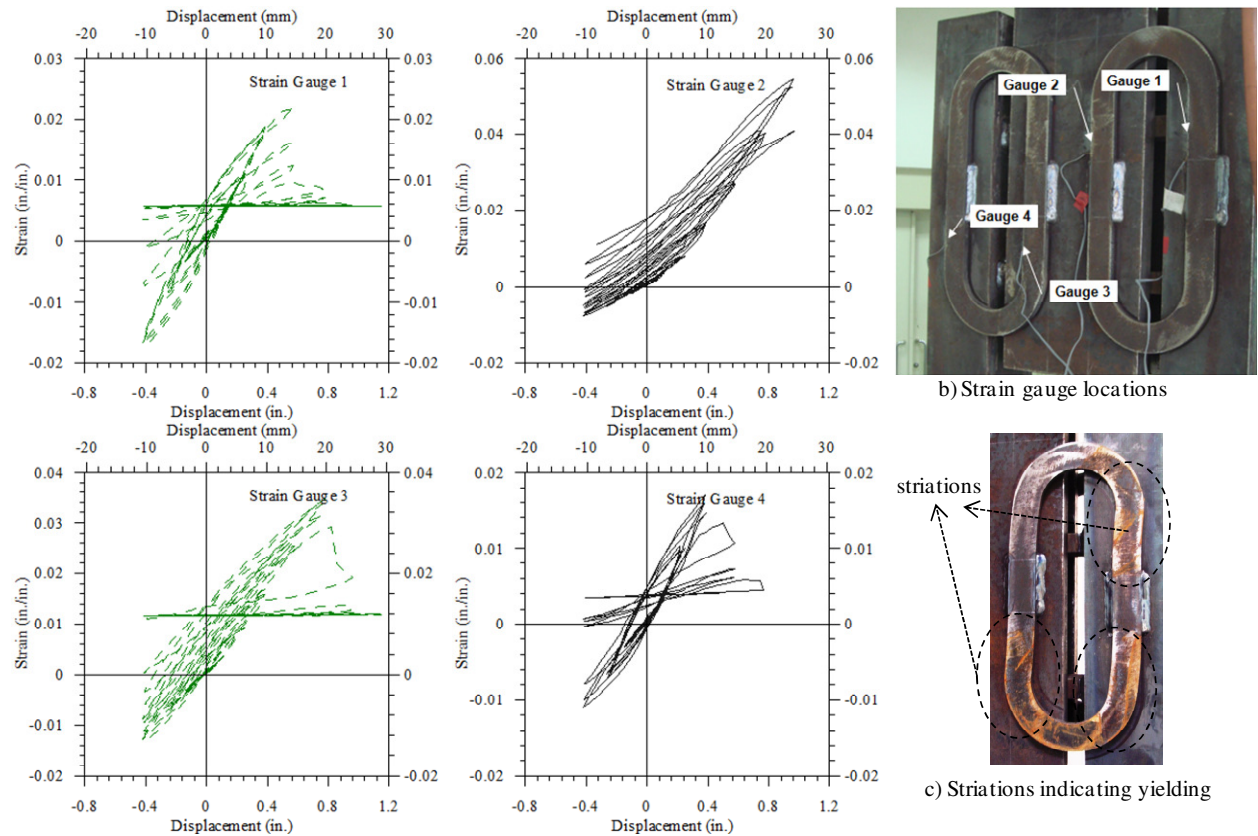 Displacement (mm)
-20 -10 0 10 20 30
0.03 0.03
Strain Gauge 1
0.02 0.02
0.01 0.01
0 0
-0.01 -0.01
-0.02 -0.02
-0.4 0 0.4 0.8 1.2
Displacement (in.)
Strain (in./in.)
Displacement (mm)
-20 -10 0 10 20 30
0.06 0.06
Strain Gauge 2
0.04 0.04
0.02 0.02
0 0
-0.02 -0.02
-0.8 -0.4 0 0.4 0.8 1.2
Displacement (in.)
Strain (in./in.)
Gauge 2
Gauge 1
Gauge 4
Gauge 3
b) Strain gauge locations
Displacement (mm)
-20 -10 0 10 20 30
0.04 0.04
Strain Gauge 3
0.03 0.03
0.02 0.02
0.01 0.01
0 0
-0.01 -0.01
-0.02 -0.02
-0.8 -0.4 0 0.4 0.8 1.2
Displacement (in.)
Strain (in./in.)
Displacement (mm)
-20 -10 0 10 20 30
0.02 0.02
Strain Gauge 4
0.01 0.01
0 0
-0.01 -0.01
-0.02 -0.02
-0.8 -0.4 0 0.4 0.8 1.2
Displacement (in.)
Strain (in./in.)
striations
c) Striations indicating yielding